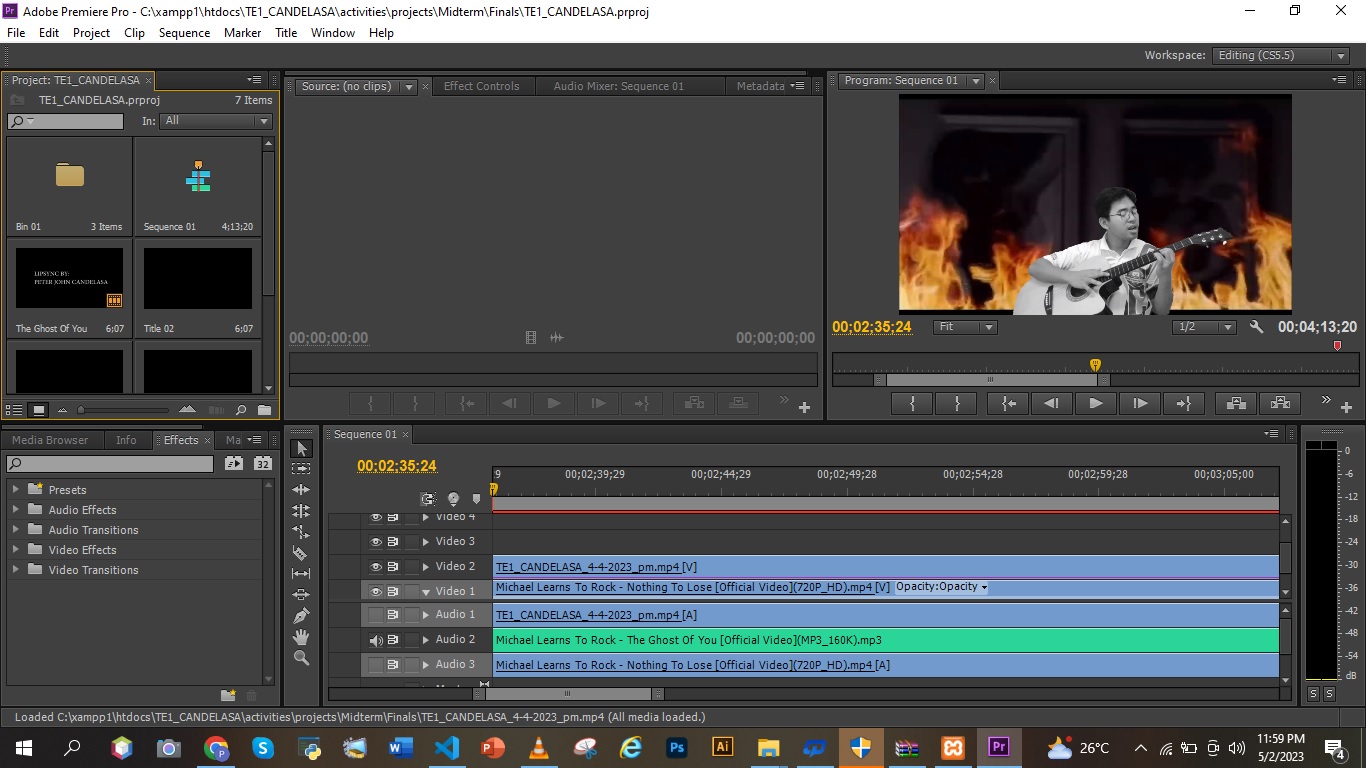 Adobe Premiere Pro - C:\xampp1\htdocs\TE1_CANDELASA\activities\projects\Midterm\Finals\TE1_CANDELASA.prproj
File Edit Project Clip Sequence Marker Title Window Help
Workspace: Editing (CS5.5)
Project: TE1_CANDELASA
TE1_CANDELASA.prproj 7 Items
In: All
Bin 01 3 Items
Sequence 01 4;13;20
LIPSYNC BY:
PETER JOHN CANDELASA
The Ghost Of You 6;07
Title 02 6;07
Source: (no clips) Effect Controls Audio Mixer: Sequence 01 Metadata
00;00;00;00 00;00;00;00
Program: Sequence 01
00;02;35;24 Fit 1/2 00;04;13;20
Media Browser Info Effects Ma
32
Presets
Audio Effects
Audio Transitions
Video Effects
Video Transitions
Sequence 01
00;02;35;24
9 00;02;39;29 00;02;44;29 00;02;49;28 00;02;54;28 00;02;59;28 00;03;05;00
Video 4
Video 3
Video 2 TE1_CANDELASA_4-4-2023_pm.mp4 [V]
Video 1 Michael Learns To Rock - Nothing To Lose [Official Video](720P_HD).mp4 [V] Opacity:Opacity
Audio 1 TE1_CANDELASA_4-4-2023_pm.mp4 [A]
Audio 2 Michael Learns To Rock - The Ghost Of You [Official Video](MP3_160K).mp3
Audio 3 Michael Learns To Rock - Nothing To Lose [Official Video](720P_HD).mp4 [A]
0
-6
-12
-18
-24
-30
-36
-42
-48
-54
dB
S S
Loaded C:\xampp1\htdocs\TE1_CANDELASA\activities\projects\Midterm\Finals\TE1_CANDELASA_4-4-2023_pm.mp4 (All media loaded.)
26°C
11:59 PM
5/2/2023
4